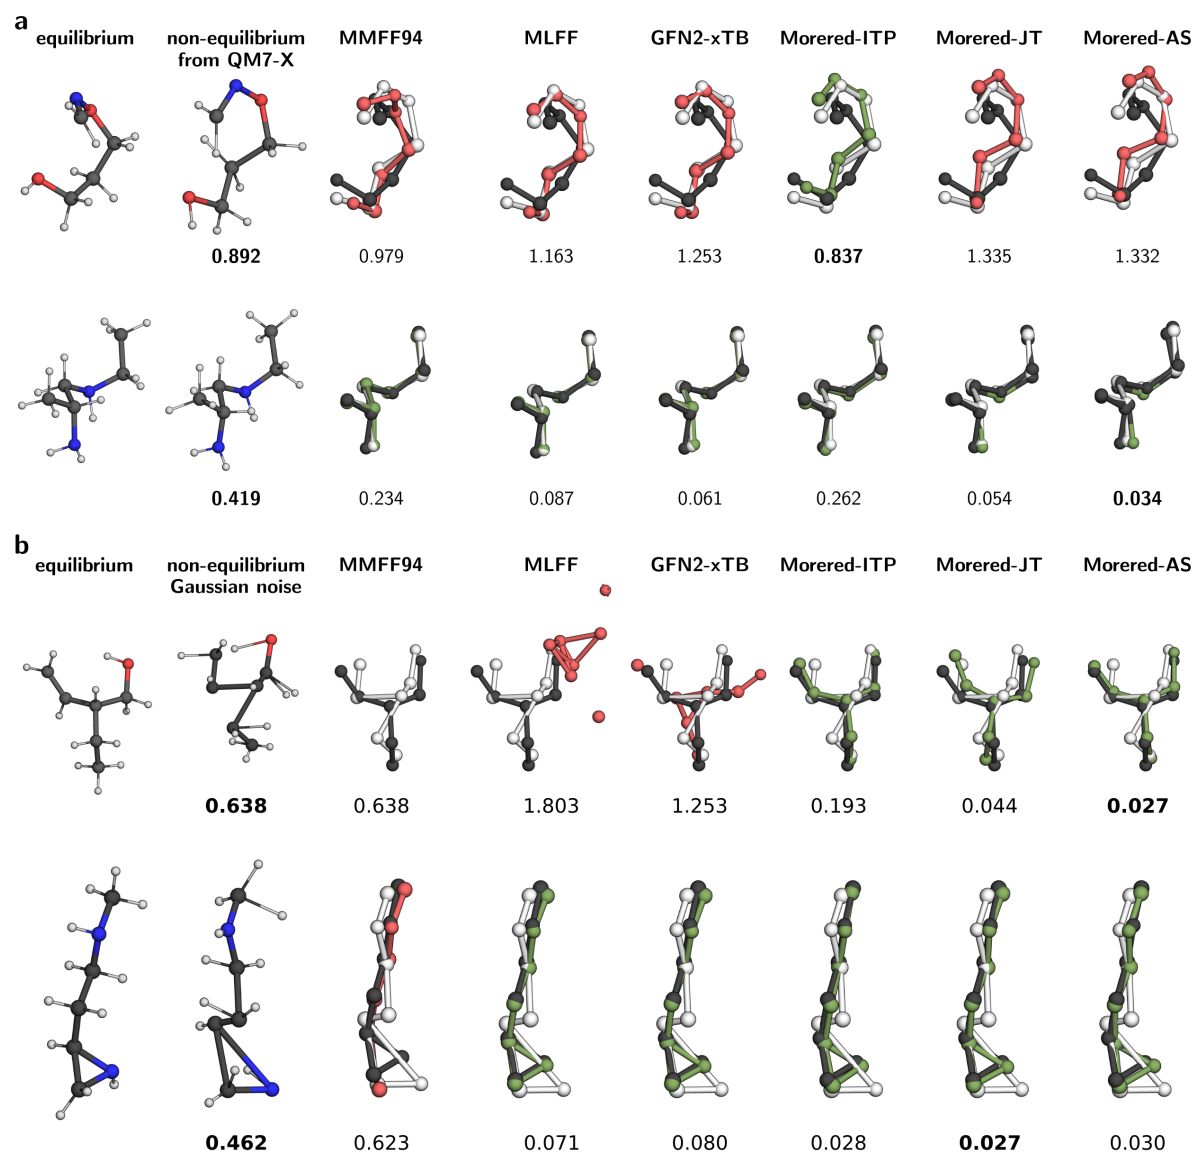 a
equilibrium non-equilibrium MMFF94 MLFF GFN2-xTB Morered-ITP Morered-JT Morered-AS
from QM7-X
0.892 0.979 1.163 1.253 0.837 1.335 1.332
0.419 0.234 0.087 0.061 0.262 0.054 0.034
b
equilibrium non-equilibrium MMFF94 MLFF GFN2-xTB Morered-ITP Morered-JT Morered-AS
Gaussian noise
0.638 0.638 1.803 1.253 0.193 0.044 0.027
0.462 0.623 0.071 0.080 0.028 0.027 0.030